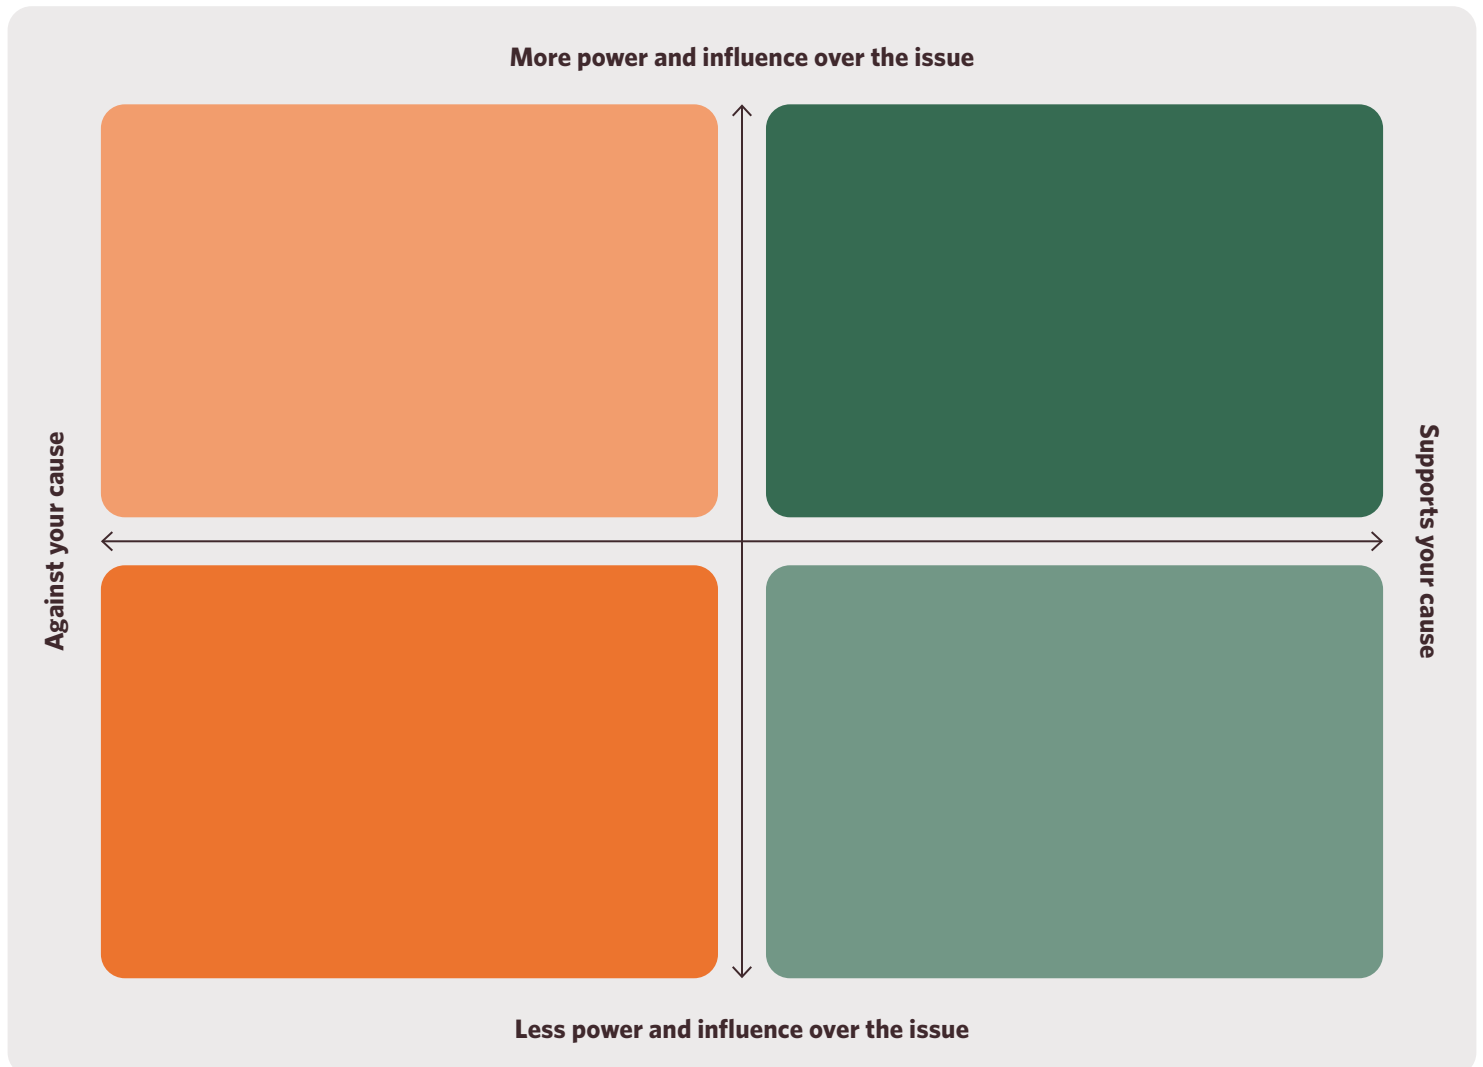 More power and influence over the issue
Against your cause
Supports your cause
Less power and influence over the issue